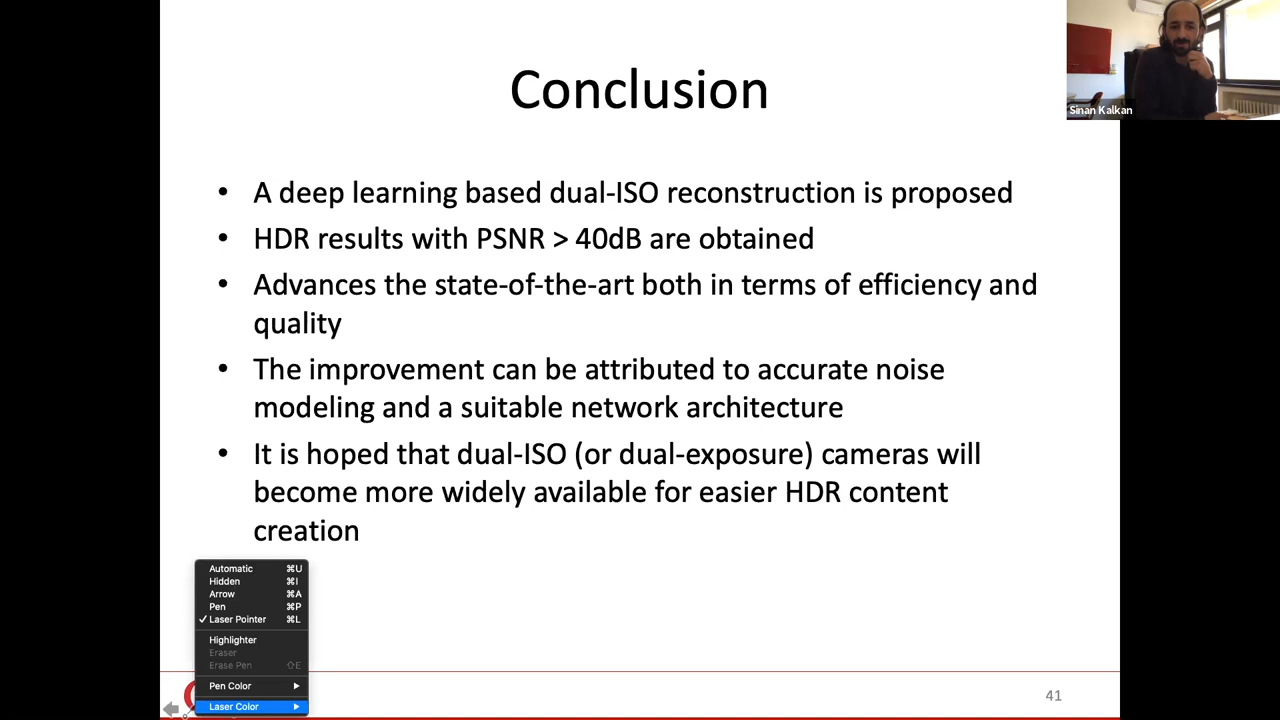 Conclusion
Sinan Kalkan
• A deep learning based dual-ISO reconstruction is proposed
• HDR results with PSNR > 40dB are obtained
• Advances the state-of-the-art both in terms of efficiency and
quality
• The improvement can be attributed to accurate noise
modeling and a suitable network architecture
• It is hoped that dual-ISO (or dual-exposure) cameras will
become more widely available for easier HDR content
creation
Automatic ⌘U
Hidden ⌘I
Arrow ⌘A
Pen ⌘P
✓ Laser Pointer ⌘L
Highlighter
Eraser
Erase Pen ⇧E
Pen Color ▶
Laser Color ▶
41